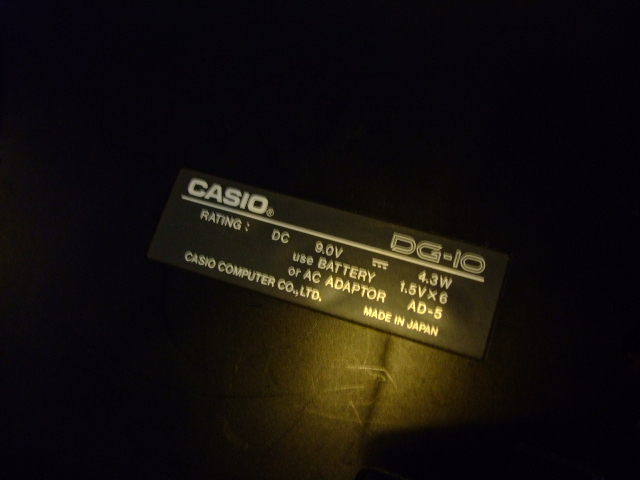 CASIO®
DG-10
RATING: DC 9.0V ⎓ 4.3W
use BATTERY 1.5V×6
or AC ADAPTOR AD-5
CASIO COMPUTER CO.,LTD.
MADE IN JAPAN